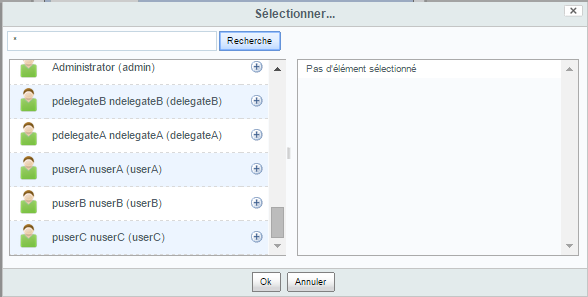 Sélectionner...
*
Recherche
Administrator (admin)
pdelegateB ndelegateB (delegateB)
pdelegateA ndelegateA (delegateA)
puserA nuserA (userA)
puserB nuserB (userB)
puserC nuserC (userC)
Pas d'élément sélectionné
Ok
Annuler